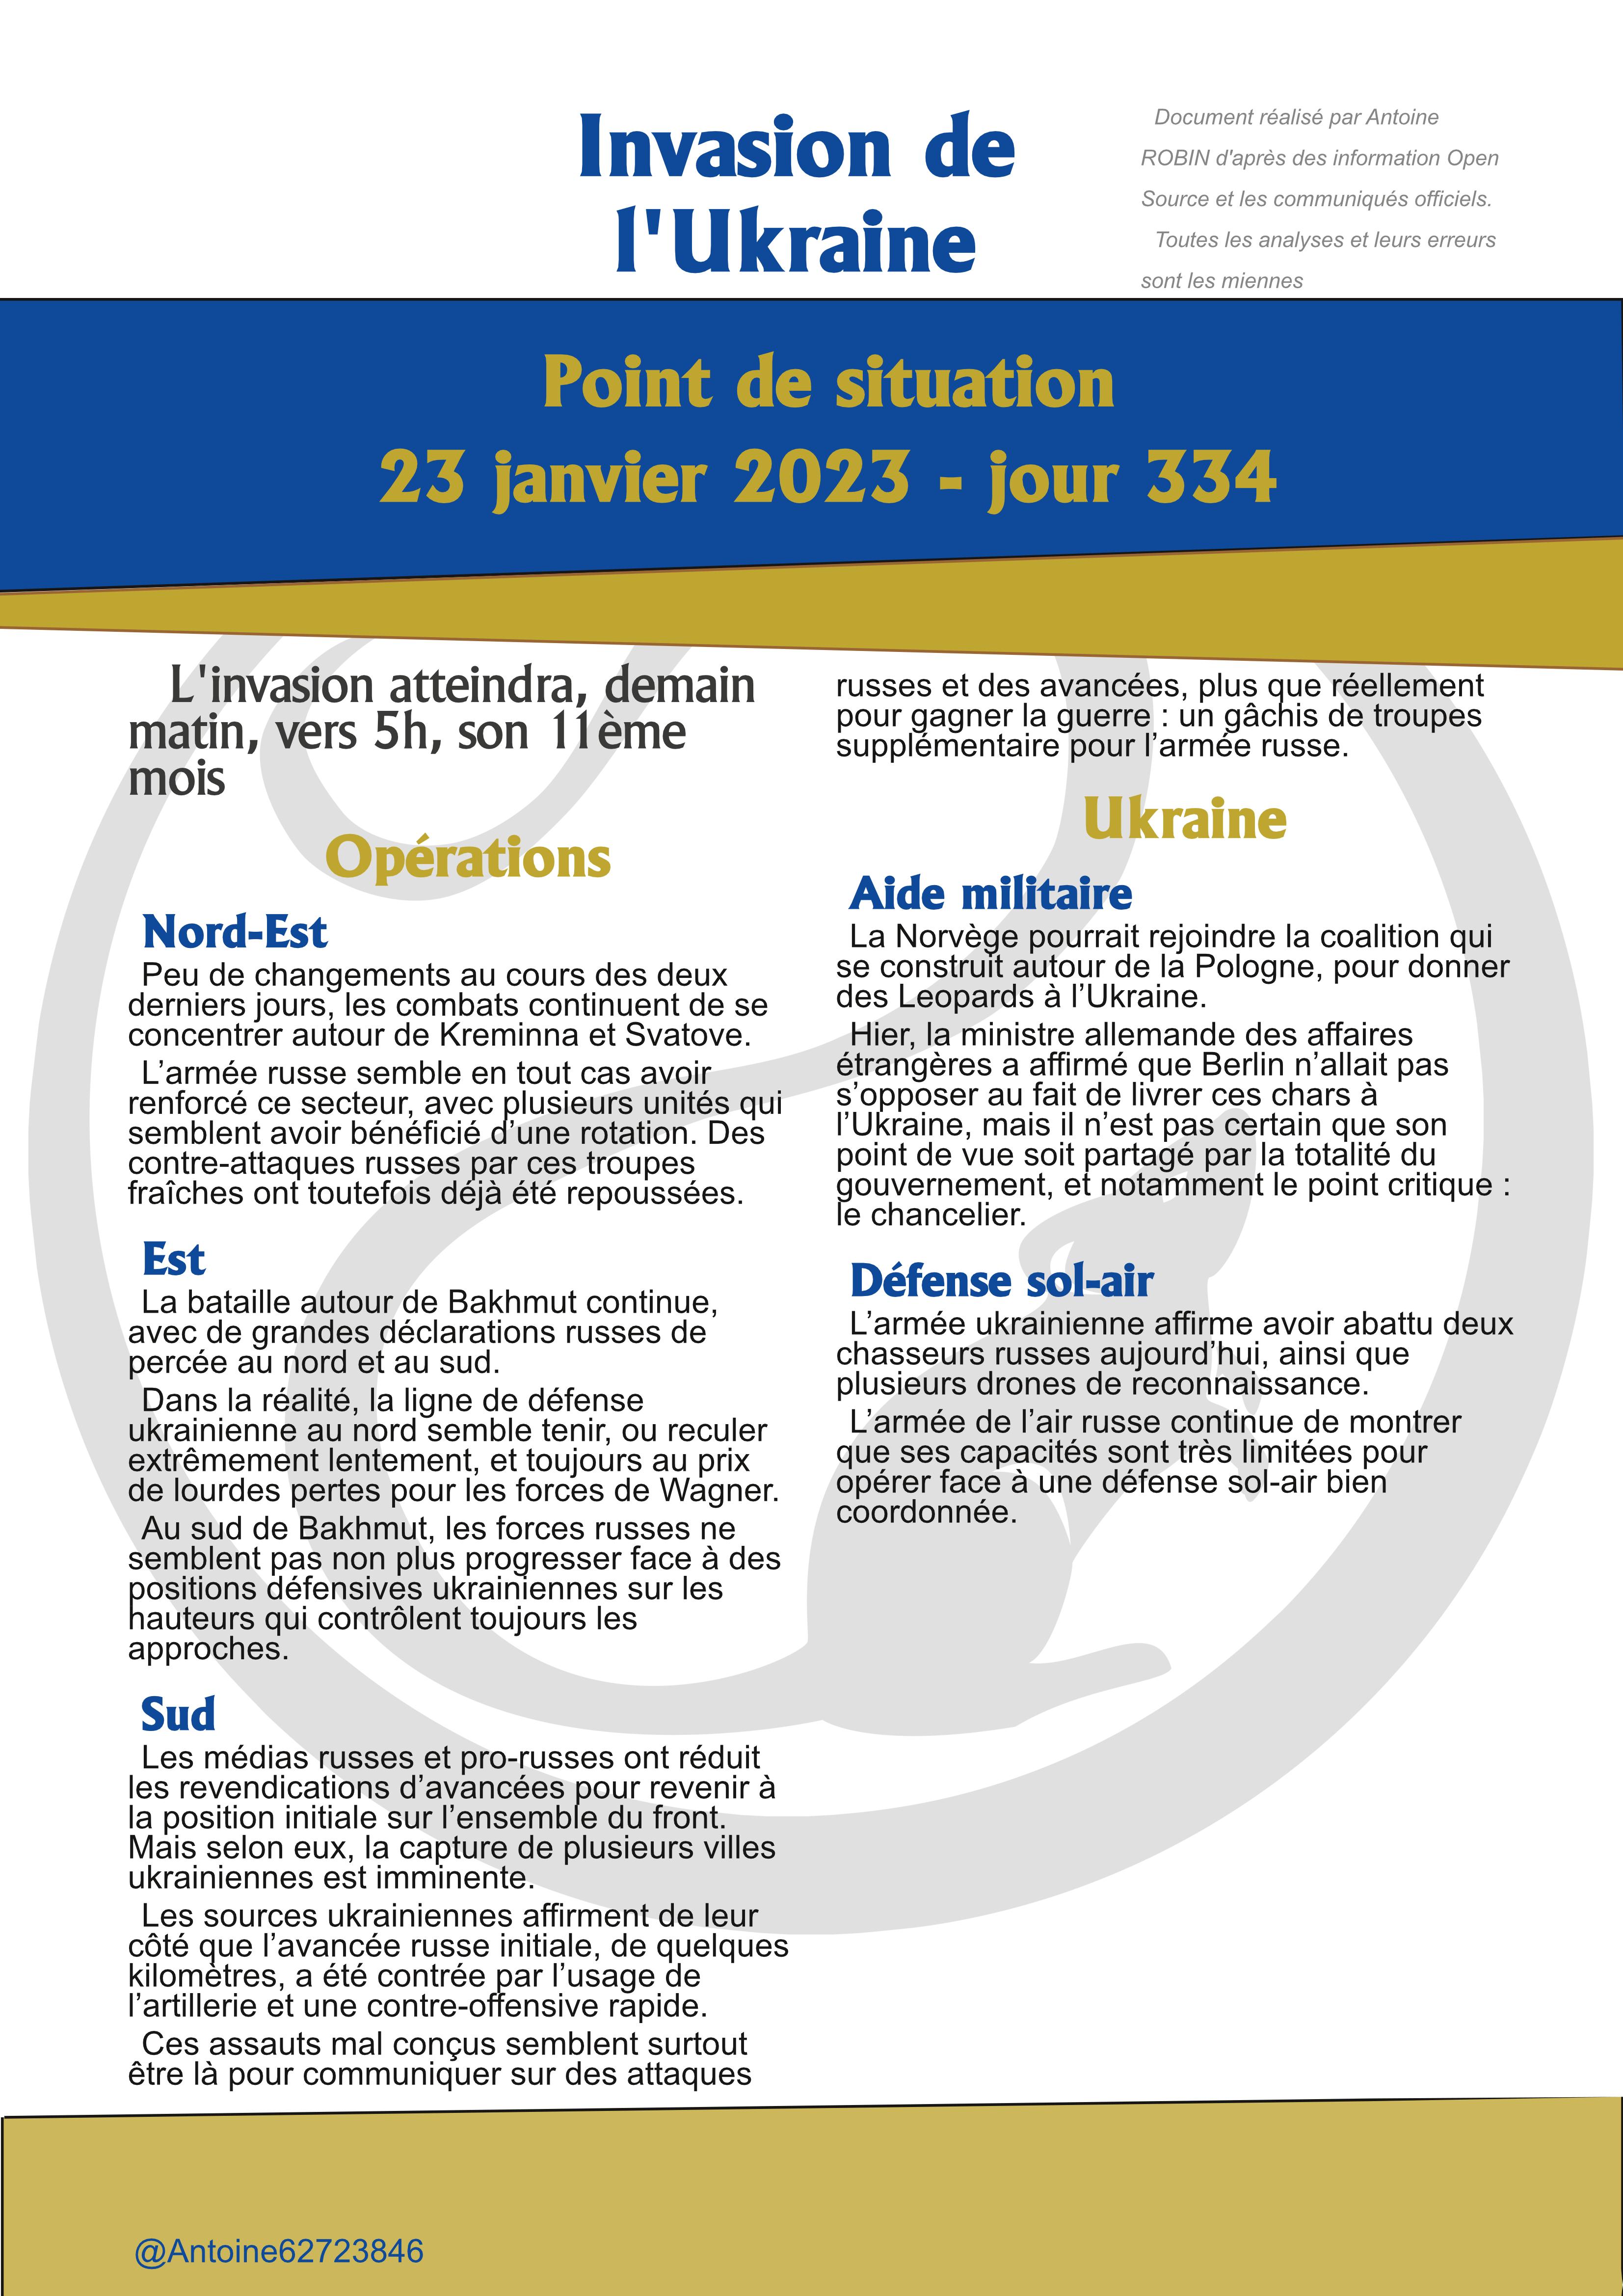 Invasion de
l'Ukraine
Document réalisé par Antoine
ROBIN d'après des information Open
Source et les communiqués officiels.
Toutes les analyses et leurs erreurs
sont les miennes
Point de situation
23 janvier 2023 - jour 334
L'invasion atteindra, demain
matin, vers 5h, son 11ème
mois
Opérations
Nord-Est
Peu de changements au cours des deux
derniers jours, les combats continuent de se
concentrer autour de Kreminna et Svatove.
L’armée russe semble en tout cas avoir
renforcé ce secteur, avec plusieurs unités qui
semblent avoir bénéficié d’une rotation. Des
contre-attaques russes par ces troupes
fraîches ont toutefois déjà été repoussées.
Est
La bataille autour de Bakhmut continue,
avec de grandes déclarations russes de
percée au nord et au sud.
Dans la réalité, la ligne de défense
ukrainienne au nord semble tenir, ou reculer
extrêmement lentement, et toujours au prix
de lourdes pertes pour les forces de Wagner.
Au sud de Bakhmut, les forces russes ne
semblent pas non plus progresser face à des
positions défensives ukrainiennes sur les
hauteurs qui contrôlent toujours les
approches.
Sud
Les médias russes et pro-russes ont réduit
les revendications d’avancées pour revenir à
la position initiale sur l’ensemble du front.
Mais selon eux, la capture de plusieurs villes
ukrainiennes est imminente.
Les sources ukrainiennes affirment de leur
côté que l’avancée russe initiale, de quelques
kilomètres, a été contrée par l’usage de
l’artillerie et une contre-offensive rapide.
Ces assauts mal conçus semblent surtout
être là pour communiquer sur des attaques
russes et des avancées, plus que réellement
pour gagner la guerre : un gâchis de troupes
supplémentaire pour l’armée russe.
Ukraine
Aide militaire
La Norvège pourrait rejoindre la coalition qui
se construit autour de la Pologne, pour donner
des Leopards à l’Ukraine.
Hier, la ministre allemande des affaires
étrangères a affirmé que Berlin n’allait pas
s’opposer au fait de livrer ces chars à
l’Ukraine, mais il n’est pas certain que son
point de vue soit partagé par la totalité du
gouvernement, et notamment le point critique :
le chancelier.
Défense sol-air
L’armée ukrainienne affirme avoir abattu deux
chasseurs russes aujourd’hui, ainsi que
plusieurs drones de reconnaissance.
L’armée de l’air russe continue de montrer
que ses capacités sont très limitées pour
opérer face à une défense sol-air bien
coordonnée.
@Antoine62723846